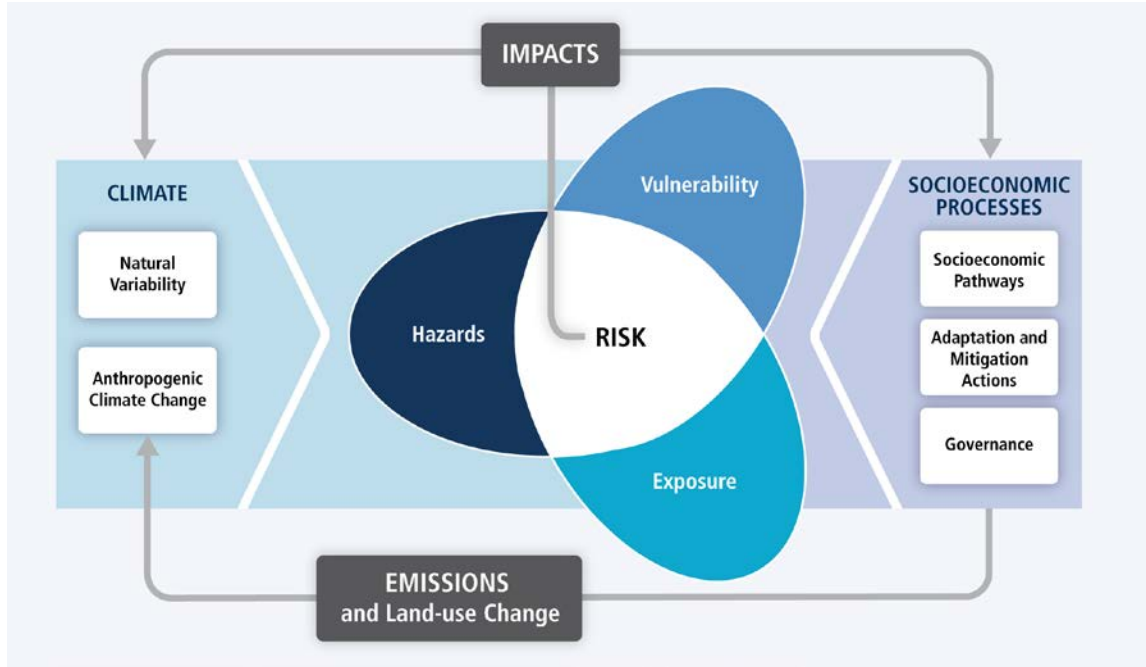 IMPACTS
CLIMATE
Natural
Variability
Anthropogenic
Climate Change
Vulnerability
Hazards
RISK
Exposure
SOCIOECONOMIC
PROCESSES
Socioeconomic
Pathways
Adaptation and
Mitigation
Actions
Governance
EMISSIONS
and Land-use Change